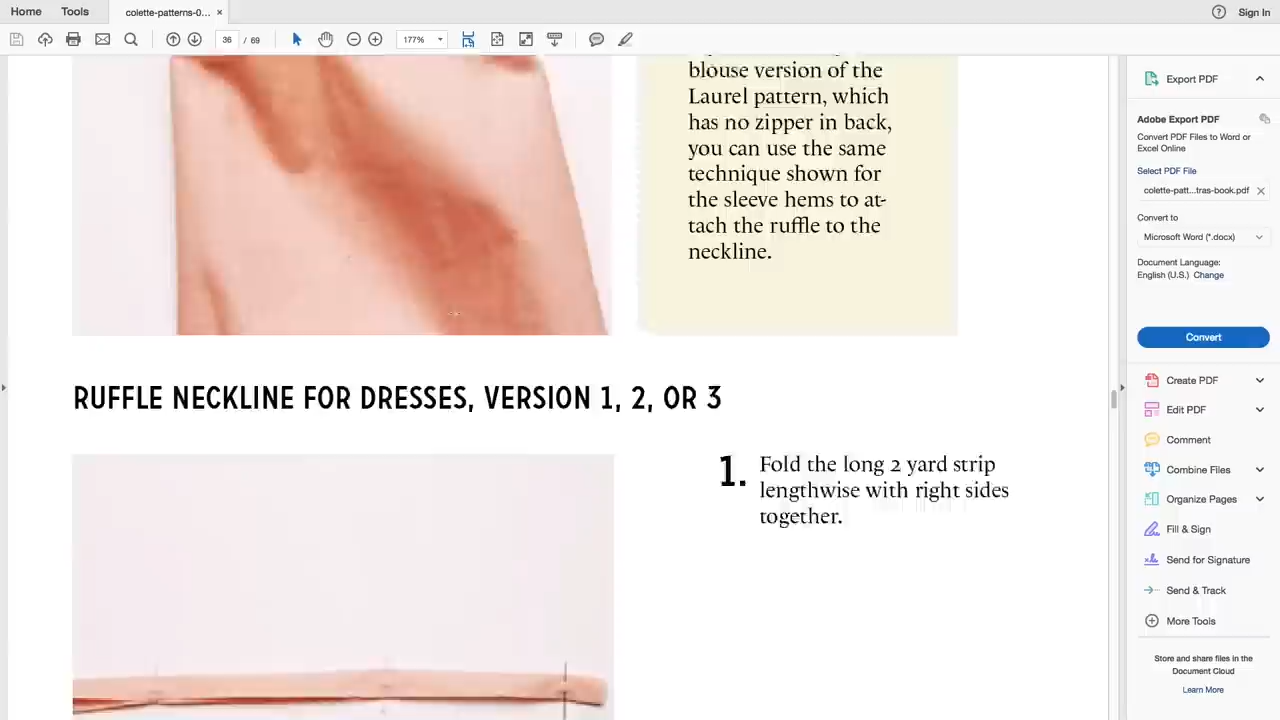 Home
Tools
colette-patterns-0... ×
Sign In
36 / 69
177%
blouse version of the
Laurel pattern, which
has no zipper in back,
you can use the same
technique shown for
the sleeve hems to at-
tach the ruffle to the
neckline.
RUFFLE NECKLINE FOR DRESSES, VERSION 1, 2, OR 3
1. Fold the long 2 yard strip
lengthwise with right sides
together.
Export PDF
Adobe Export PDF
Convert PDF Files to Word or
Excel Online
Select PDF File
colette-patt...tras-book.pdf
Convert to
Microsoft Word (*.docx)
Document Language:
English (U.S.) Change
Convert
Create PDF
Edit PDF
Comment
Combine Files
Organize Pages
Fill & Sign
Send for Signature
Send & Track
More Tools
Store and share files in the
Document Cloud
Learn More